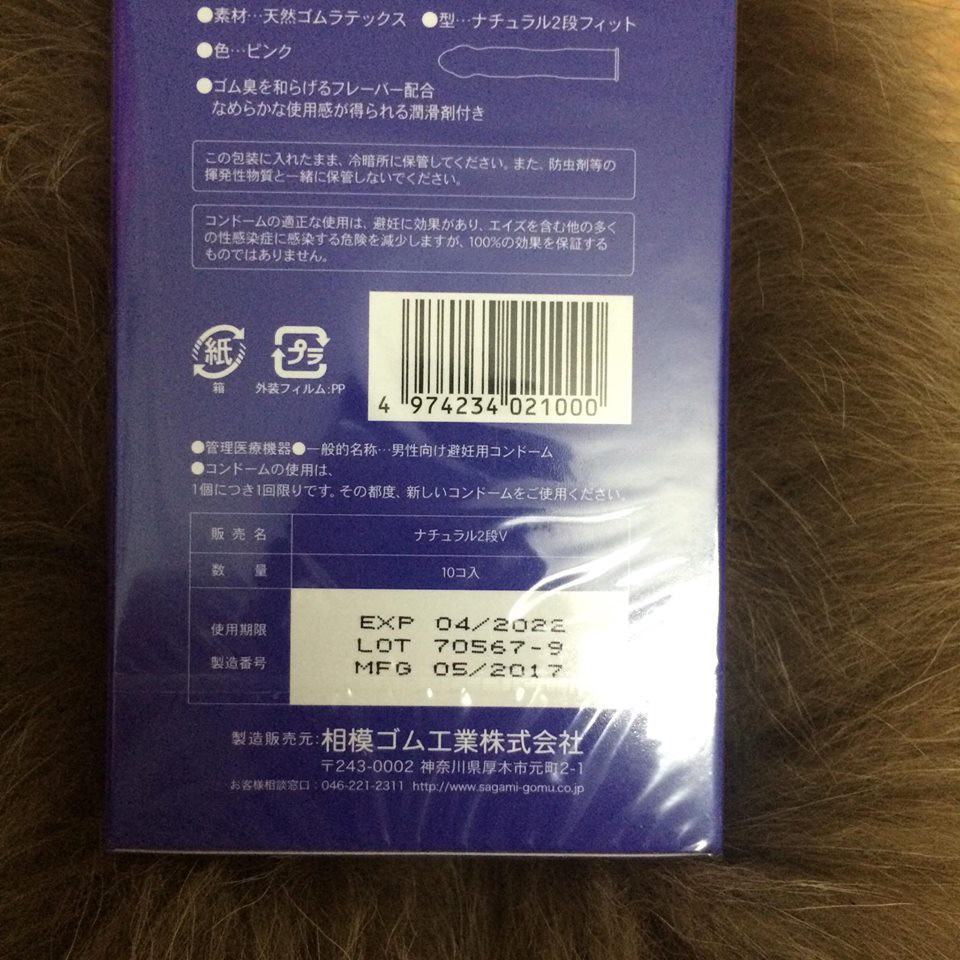 ●素材…天然ゴムラテックス ●型…ナチュラル2段フィット
●色…ピンク
●ゴム臭を和らげるフレーバー配合
なめらかな使用感が得られる潤滑剤付き
この包装に入れたまま、冷暗所に保管してください。また、防虫剤等の
揮発性物質と一緒に保管しないでください。
コンドームの適正な使用は、避妊に効果があり、エイズを含む他の多く
の性感染症に感染する危険を減少しますが、100%の効果を保証する
ものではありません。
紙 プラ
箱 外装フィルム:PP
4 974234 021000
●管理医療機器●一般的名称…男性向け避妊用コンドーム
●コンドームの使用は、
1個につき1回限りです。その都度、新しいコンドームをご使用ください。
販売名 ナチュラル2段V
数量 10コ入
使用期限 EXP 04/2022
LOT 70567-9
製造番号 MFG 05/2017
製造販売元:相模ゴム工業株式会社
〒243-0002 神奈川県厚木市元町2-1
お客様相談窓口:046-221-2311 http://www.sagami-gomu.co.jp